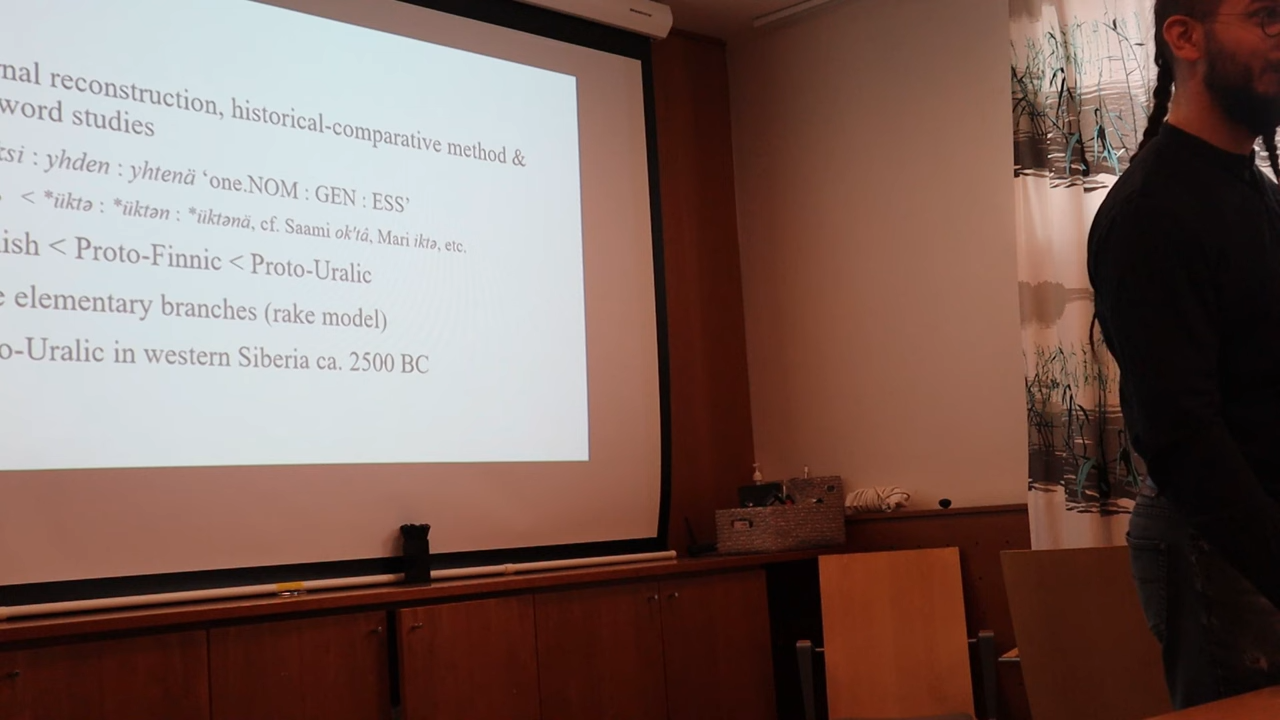 nal reconstruction, historical-comparative method &
word studies
ksi : yhden : yhtenä ‘one.NOM : GEN : ESS’
< *üktə : *üktən : *üktənä, cf. Saami ok'tâ, Mari iktə, etc.
ish < Proto-Finnic < Proto-Uralic
e elementary branches (rake model)
o-Uralic in western Siberia ca. 2500 BC